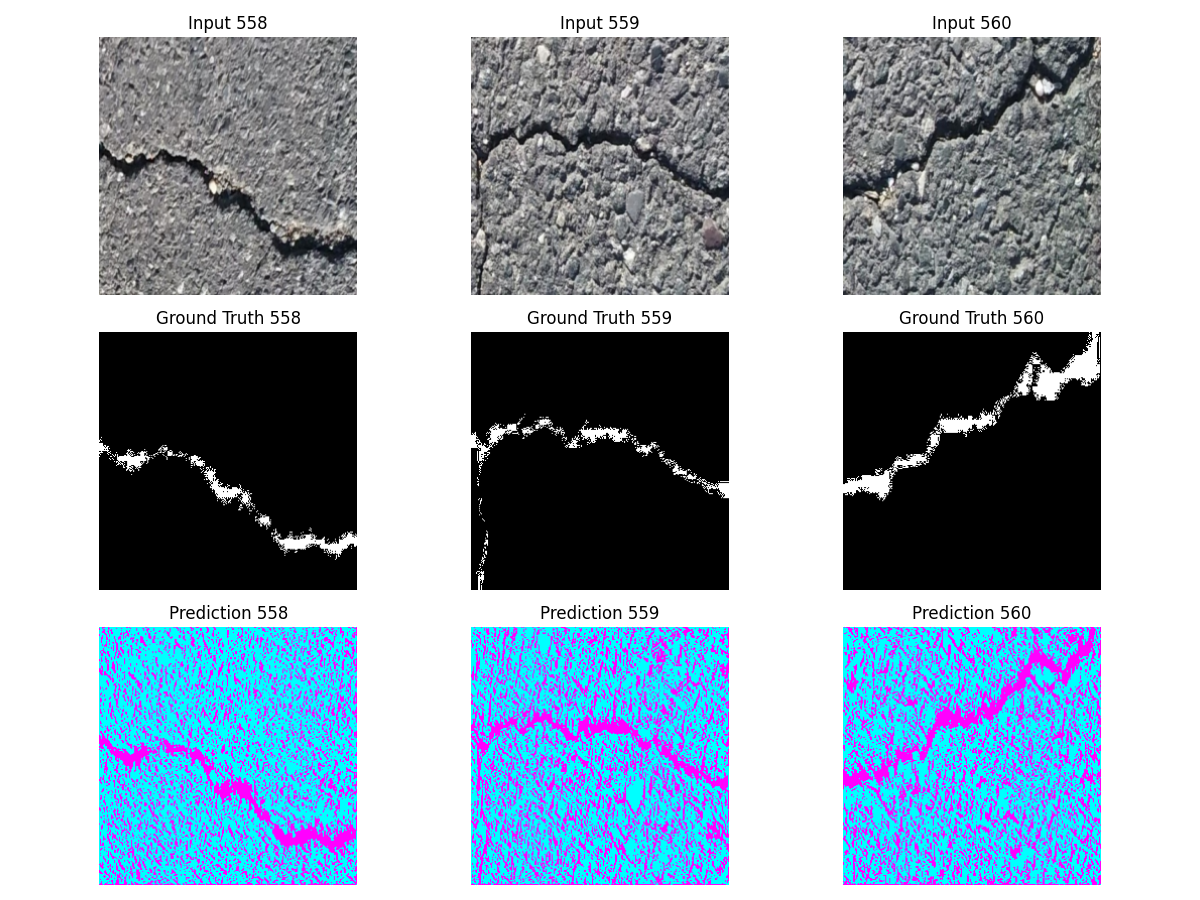 Input 558
Input 559
Input 560
Ground Truth 558
Ground Truth 559
Ground Truth 560
Prediction 558
Prediction 559
Prediction 560